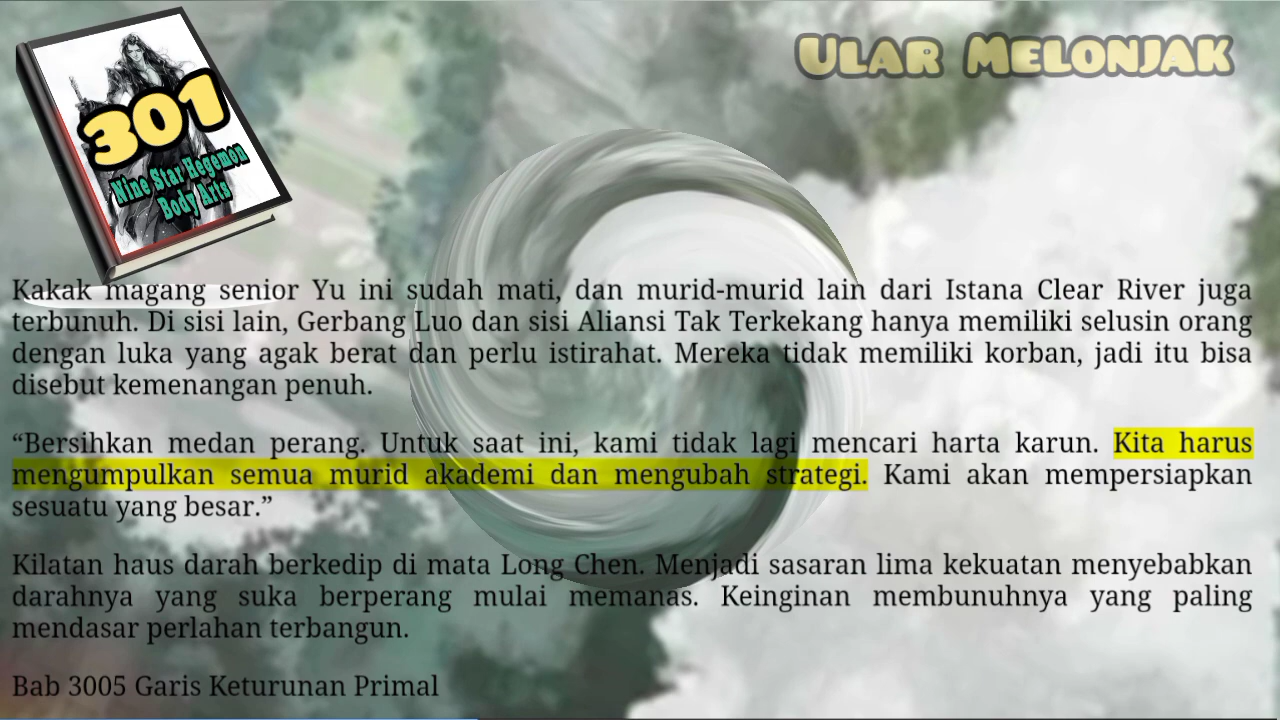 Ular Melonjak
301
Nine Star Hegemon
Body Arts
Kakak magang senior Yu ini sudah mati, dan murid-murid lain dari Istana Clear River juga
terbunuh. Di sisi lain, Gerbang Luo dan sisi Aliansi Tak Terkekang hanya memiliki selusin orang
dengan luka yang agak berat dan perlu istirahat. Mereka tidak memiliki korban, jadi itu bisa
disebut kemenangan penuh.
“Bersihkan medan perang. Untuk saat ini, kami tidak lagi mencari harta karun. Kita harus
mengumpulkan semua murid akademi dan mengubah strategi. Kami akan mempersiapkan
sesuatu yang besar.”
Kilatan haus darah berkedip di mata Long Chen. Menjadi sasaran lima kekuatan menyebabkan
darahnya yang suka berperang mulai memanas. Keinginan membunuhnya yang paling
mendasar perlahan terbangun.
Bab 3005 Garis Keturunan Primal